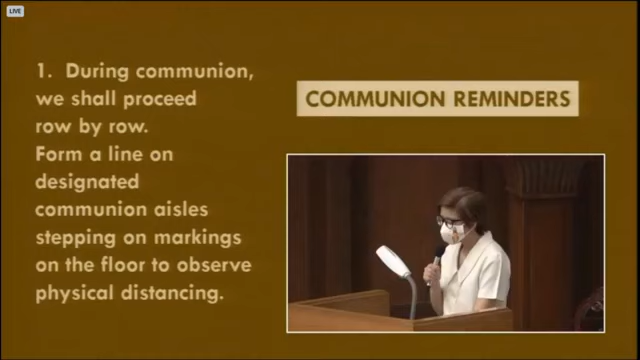 LIVE
1. During communion,
we shall proceed
row by row.
Form a line on
designated
communion aisles
stepping on markings
on the floor to observe
physical distancing.
COMMUNION REMINDERS